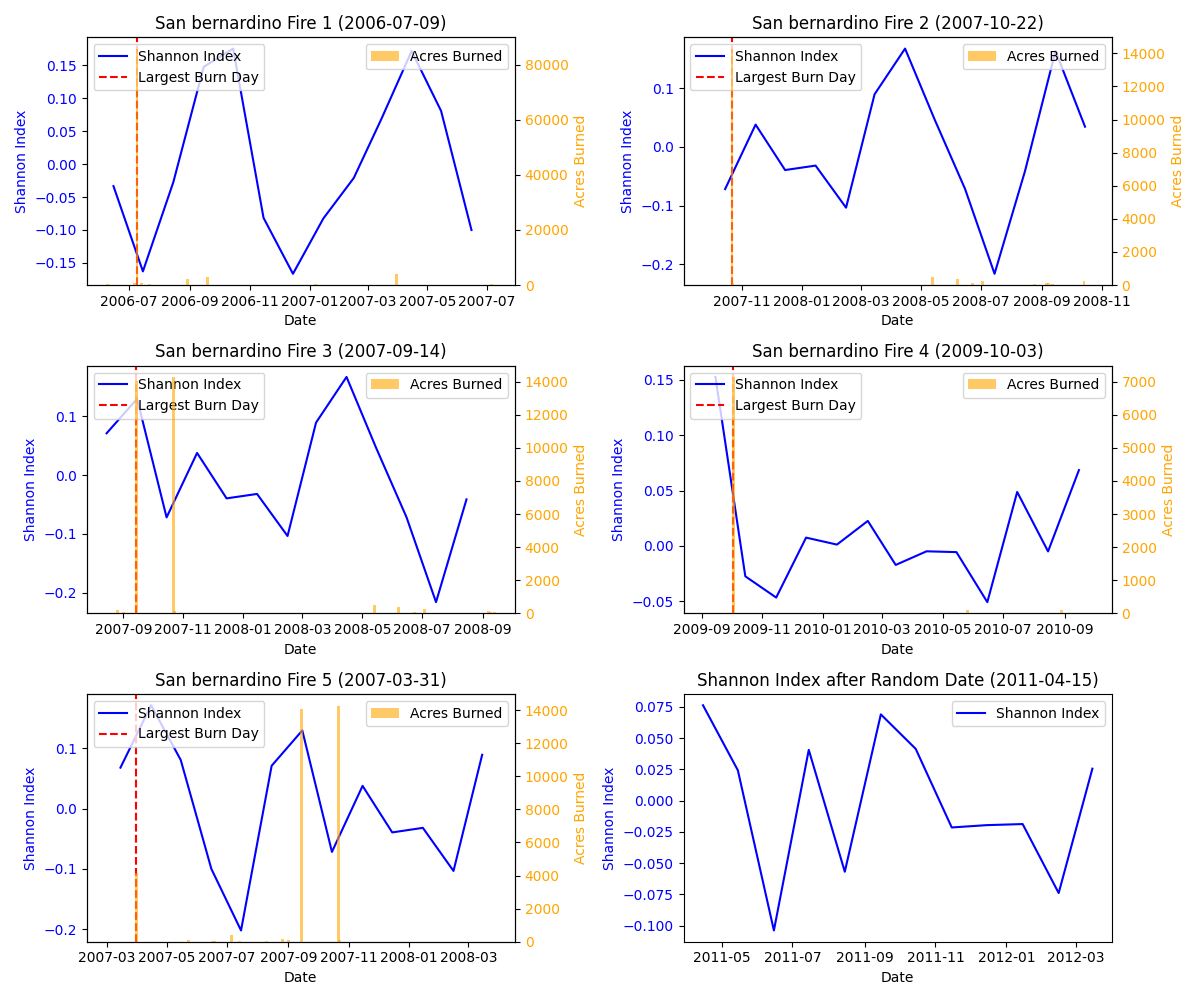 San bernardino Fire 1 (2006-07-09)
Shannon Index
Largest Burn Day
Acres Burned
0.15
0.10
0.05
0.00
−0.05
−0.10
−0.15
Shannon Index
80000
60000
40000
20000
0
Acres Burned
2006-07 2006-09 2006-11 2007-01 2007-03 2007-05 2007-07
Date
San bernardino Fire 2 (2007-10-22)
Shannon Index
Largest Burn Day
Acres Burned
0.1
0.0
−0.1
−0.2
Shannon Index
14000
12000
10000
8000
6000
4000
2000
0
Acres Burned
2007-11 2008-01 2008-03 2008-05 2008-07 2008-09 2008-11
Date
San bernardino Fire 3 (2007-09-14)
Shannon Index
Largest Burn Day
Acres Burned
0.1
0.0
−0.1
−0.2
Shannon Index
14000
12000
10000
8000
6000
4000
2000
0
Acres Burned
2007-09 2007-11 2008-01 2008-03 2008-05 2008-07 2008-09
Date
San bernardino Fire 4 (2009-10-03)
Shannon Index
Largest Burn Day
Acres Burned
0.15
0.10
0.05
0.00
−0.05
Shannon Index
7000
6000
5000
4000
3000
2000
1000
0
Acres Burned
2009-09 2009-11 2010-01 2010-03 2010-05 2010-07 2010-09
Date
San bernardino Fire 5 (2007-03-31)
Shannon Index
Largest Burn Day
Acres Burned
0.1
0.0
−0.1
−0.2
Shannon Index
14000
12000
10000
8000
6000
4000
2000
0
Acres Burned
2007-03 2007-05 2007-07 2007-09 2007-11 2008-01 2008-03
Date
Shannon Index after Random Date (2011-04-15)
Shannon Index
0.075
0.050
0.025
0.000
−0.025
−0.050
−0.075
−0.100
Shannon Index
2011-05 2011-07 2011-09 2011-11 2012-01 2012-03
Date